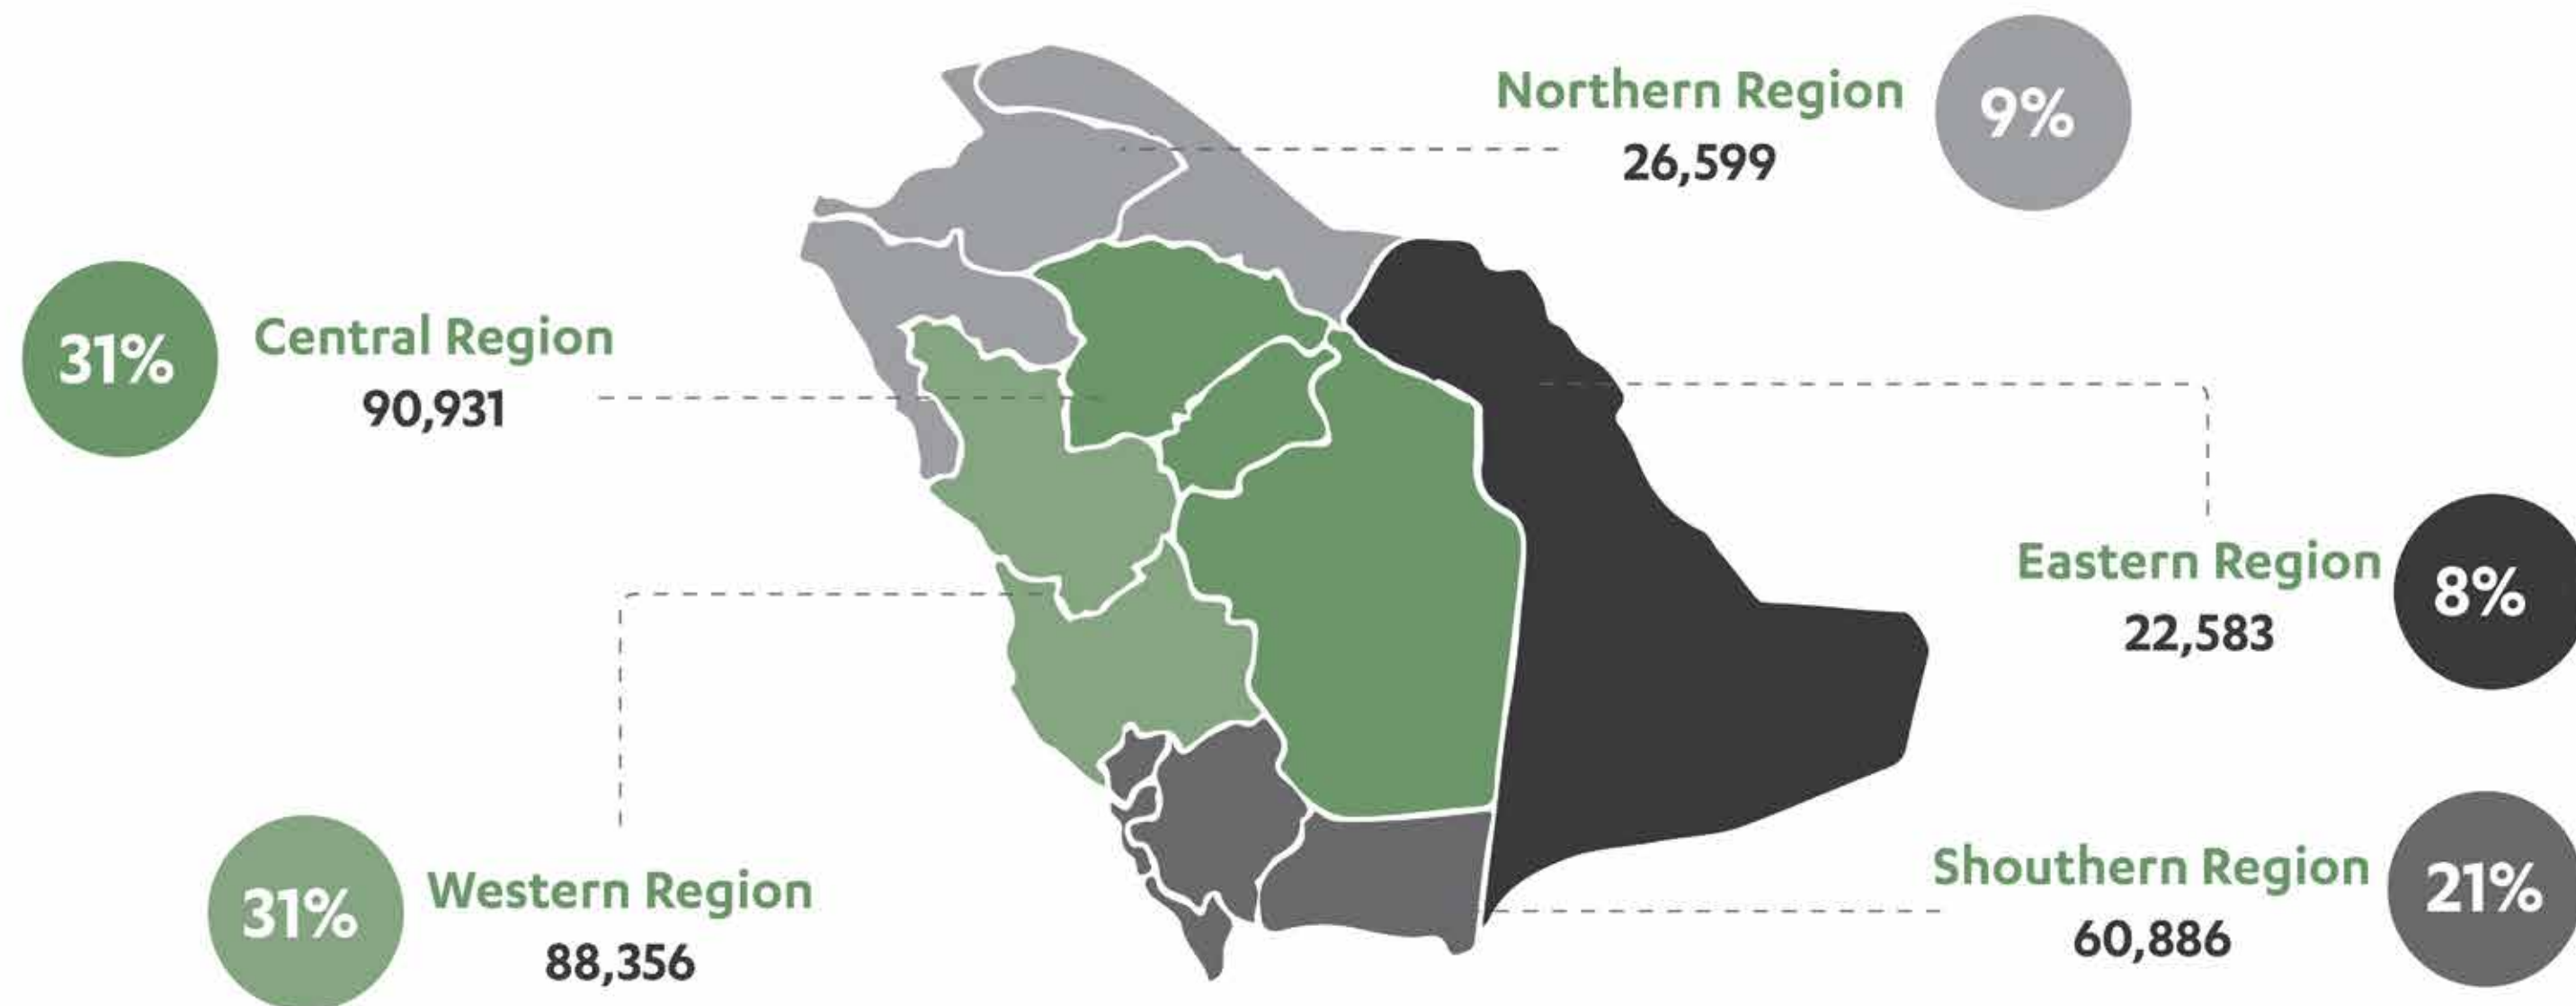 Northern Region
26,599
9%
31%
Central Region
90,931
Eastern Region
22,583
8%
31%
Western Region
88,356
Shouthern Region
60,886
21%